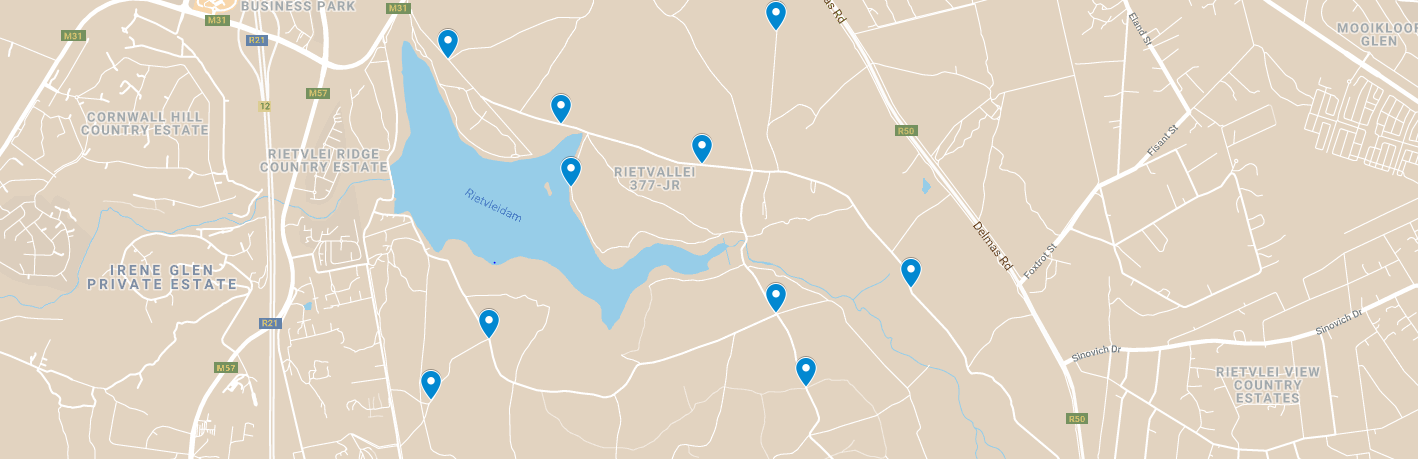 BUSINESS PARK
M31
M31
M31
R21
MOOIKLOOF
GLEN
Delmas Rd
Eland St
M57
12
CORNWALL HILL
COUNTRY ESTATE
R50
Fisant St
RIETVLEI RIDGE
COUNTRY ESTATE
RIETVALLEI
377-JR
Rietvleidam
Delmas Rd
Foxtrot St
IRENE GLEN
PRIVATE ESTATE
R21
Sinovich Dr
Sinovich Dr
M57
RIETVLEI VIEW
COUNTRY
ESTATES
R50